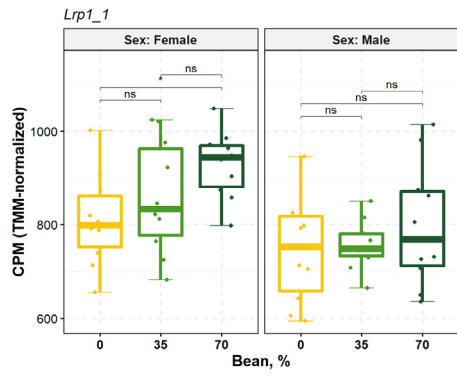 Lrp1_1
Sex: Female
Sex: Male
ns
*
ns
ns
ns
ns
ns
1000
800
600
CPM (TMM-normalized)
0 35 70
0 35 70
Bean, %